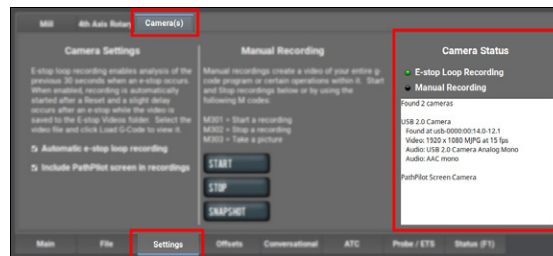 Mill
4th Axis Rotary
Camera(s)
Camera Settings
E-stop loop recording enables analysis of the
previous 30 seconds when an e-stop occurs.
When enabled, recording is automatically
started after a Reset and a slight delay
occurs after an e-stop while the video is
saved to the E-stop Videos folder. Select the
video file and click Load G-Code to view it.
Automatic e-stop loop recording
Include PathPilot screen in recordings
Manual Recording
Manual recordings create a video of your entire g-
code program or certain operations within it. Start
and Stop recordings below or by using the
following M codes:
M301 = Start a recording
M302 = Stop a recording
M303 = Take a picture
START
STOP
SNAPSHOT
Camera Status
E-stop Loop Recording
Manual Recording
Found 2 cameras
USB 2.0 Camera
Found at usb-0000:00:14.0-12.1
Video: 1920 x 1080 MJPG at 15 fps
Audio: USB 2.0 Camera Analog Mono
Audio: AAC mono
PathPilot Screen Camera
Main
File
Settings
Offsets
Conversational
ATC
Probe / ETS
Status (F1)